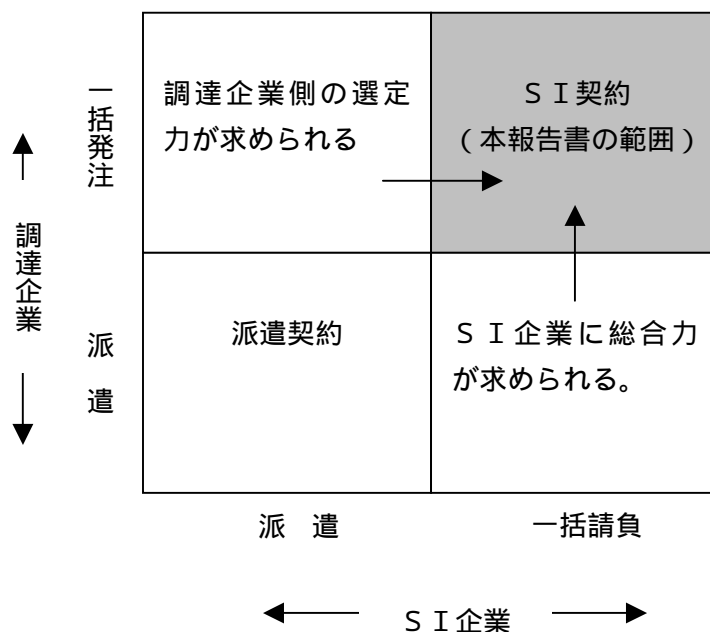 一括発注
調達企業側の選定
力が求められる
ＳＩ契約
（本報告書の範囲）
調達企業
派遣
派遣契約
ＳＩ企業に総合力
が求められる。
派　遣
一括請負
ＳＩ企業